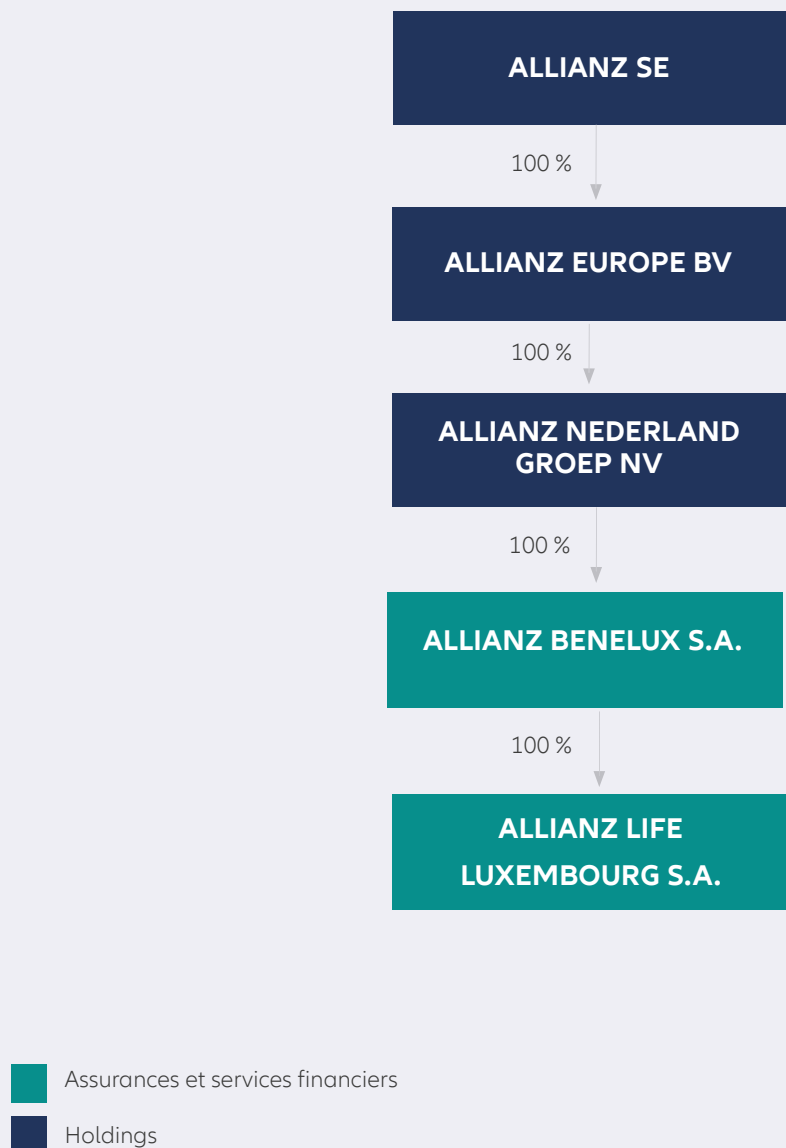 ALLIANZ SE
100 %
ALLIANZ EUROPE BV
100 %
ALLIANZ NEDERLAND
GROEP NV
100 %
ALLIANZ BENELUX S.A.
100 %
ALLIANZ LIFE
LUXEMBOURG S.A.
Assurances et services financiers
Holdings